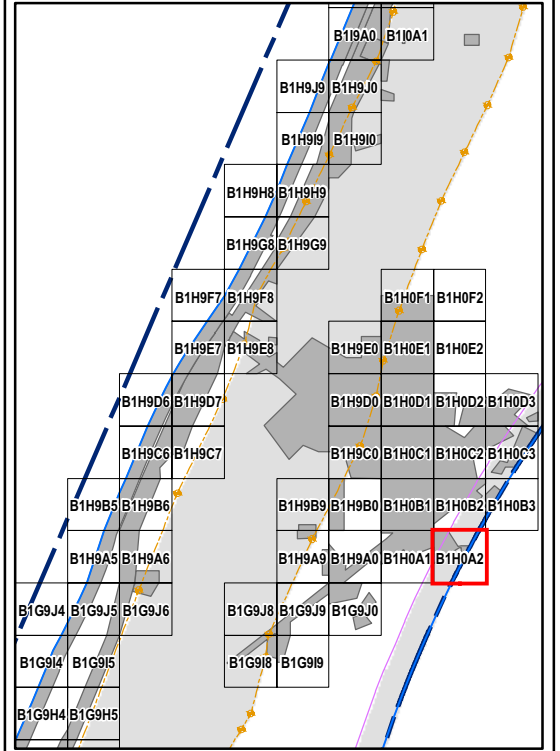 B1I9A0 B1I0A1
B1H9J9 B1H9J0
B1H9I9 B1H9I0
B1H9H8 B1H9H9
B1H9G8 B1H9G9
B1H9F7 B1H9F8 B1H0F1 B1H0F2
B1H9E7 B1H9E8 B1H9E0 B1H0E1 B1H0E2
B1H9D6 B1H9D7 B1H9D0 B1H0D1 B1H0D2 B1H0D3
B1H9C6 B1H9C7 B1H9C0 B1H0C1 B1H0C2 B1H0C3
B1H9B5 B1H9B6 B1H9B9 B1H9B0 B1H0B1 B1H0B2 B1H0B3
B1H9A5 B1H9A6 B1H9A9 B1H9A0 B1H0A1 B1H0A2
B1G9J4 B1G9J5 B1G9J6 B1G9J8 B1G9J9 B1G9J0
B1G9I4 B1G9I5 B1G9I8 B1G9I9
B1G9H4 B1G9H5